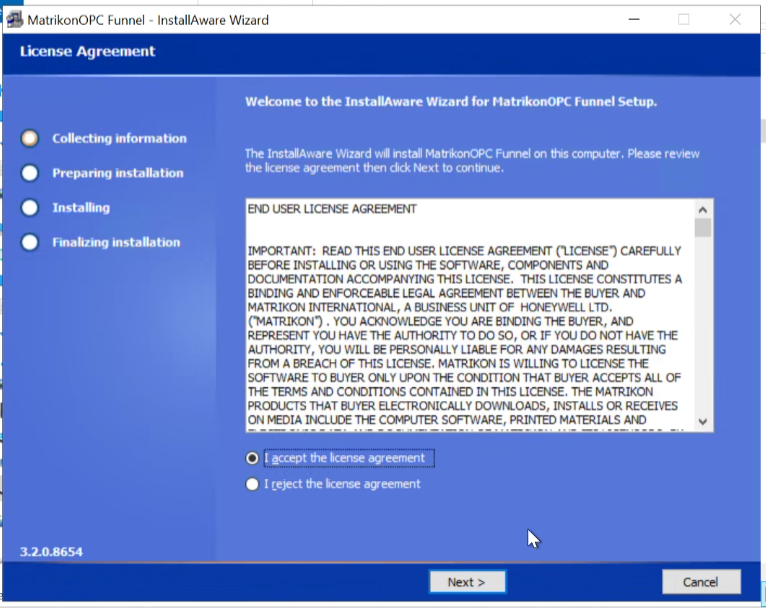 MatrikonOPC Funnel - InstallAware Wizard
License Agreement
Welcome to the InstallAware Wizard for MatrikonOPC Funnel Setup.
Collecting information
Preparing installation
Installing
Finalizing installation
The InstallAware Wizard will install MatrikonOPC Funnel on this computer. Please review
the license agreement then click Next to continue.
END USER LICENSE AGREEMENT
IMPORTANT: READ THIS END USER LICENSE AGREEMENT ("LICENSE") CAREFULLY
BEFORE INSTALLING OR USING THE SOFTWARE, COMPONENTS AND
DOCUMENTATION ACCOMPANYING THIS LICENSE. THIS LICENSE CONSTITUTES A
BINDING AND ENFORCEABLE LEGAL AGREEMENT BETWEEN THE BUYER AND
MATRIKON INTERNATIONAL, A BUSINESS UNIT OF HONEYWELL LTD.
("MATRIKON") . YOU ACKNOWLEDGE YOU ARE BINDING THE BUYER, AND
REPRESENT YOU HAVE THE AUTHORITY TO DO SO, OR IF YOU DO NOT HAVE THE
AUTHORITY, YOU WILL BE PERSONALLY LIABLE FOR ANY DAMAGES RESULTING
FROM A BREACH OF THIS LICENSE. MATRIKON IS WILLING TO LICENSE THE
SOFTWARE TO BUYER ONLY UPON THE CONDITION THAT BUYER ACCEPTS ALL OF
THE TERMS AND CONDITIONS CONTAINED IN THIS LICENSE. THE MATRIKON
PRODUCTS THAT BUYER ELECTRONICALLY DOWNLOADS, INSTALLS OR RECEIVES
ON MEDIA INCLUDE THE COMPUTER SOFTWARE, PRINTED MATERIALS AND
I accept the license agreement
I reject the license agreement
3.2.0.8654
Next >
Cancel